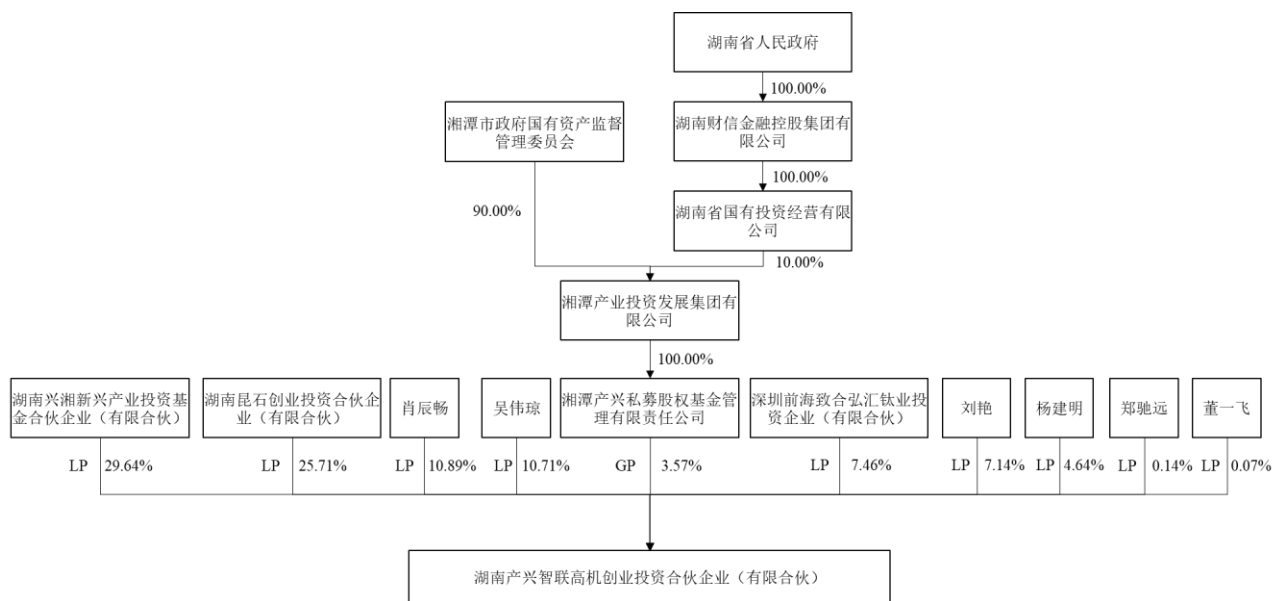 湖南省人民政府
100.00%
湘潭市政府国有资产监督
管理委员会
湖南财信金融控股集团有
限公司
100.00%
90.00%
湖南省国有投资经营有限
公司
10.00%
湘潭产业投资发展集团有
限公司
100.00%
湖南兴湘新兴产业投资基
金合伙企业（有限合伙）
湖南昆石创业投资合伙企
业（有限合伙）
肖辰畅
吴伟琼
湘潭产兴私募股权基金管
理有限责任公司
深圳前海致合弘汇钛业投
资企业（有限合伙）
刘艳
杨建明
郑驰远
董一飞
LP 29.64%
LP 25.71%
LP 10.89%
LP 10.71%
GP 3.57%
LP 7.46%
LP 7.14%
LP 4.64%
LP 0.14%
LP 0.07%
湖南产兴智联高机创业投资合伙企业（有限合伙）